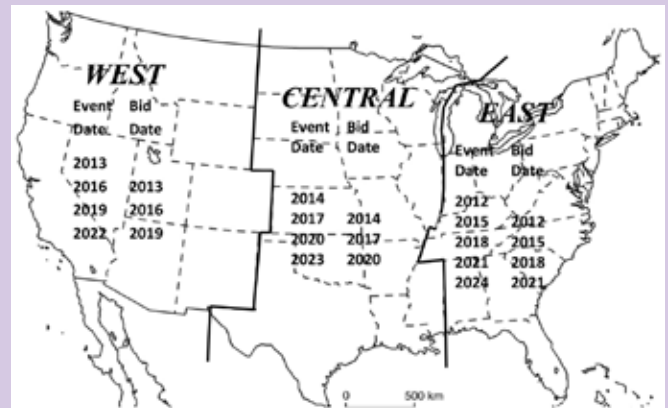 WEST
Event Bid
Date Date
2013
2016 2013
2019 2016
2022 2019
CENTRAL
Event Bid
Date Date
2014
2017 2014
2020 2017
2023 2020
EAST
Event Bid
Date Date
2012
2015 2012
2018 2015
2021 2018
2024 2021
0 500 km